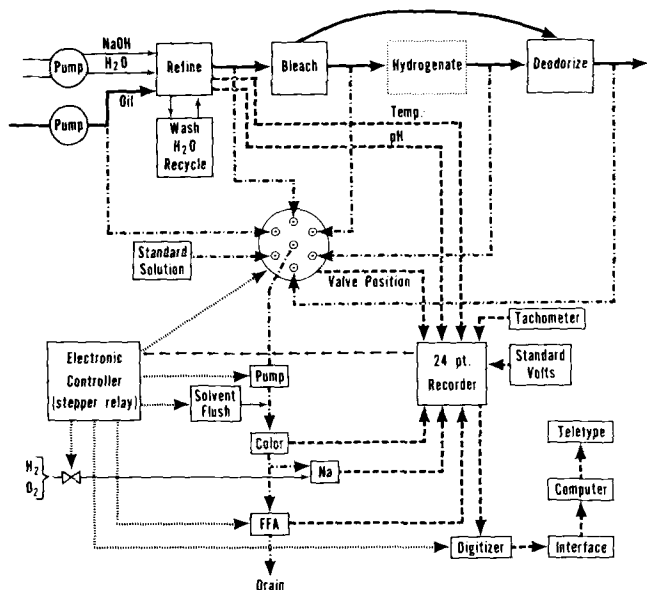 NaOH
Pump
H₂O
Refine
Bleach
Hydrogenate
Deodorize
Oil
Pump
Wash
H₂O
Recycle
Temp.
pH
Standard
Solution
Valve Position
Tachometer
Electronic
Controller
(stepper relay)
24 pt.
Recorder
Standard
Volts
Pump
Solvent
Flush
Teletype
Color
H₂
O₂
Na
Computer
FFA
Digitizer
Interface
Drain